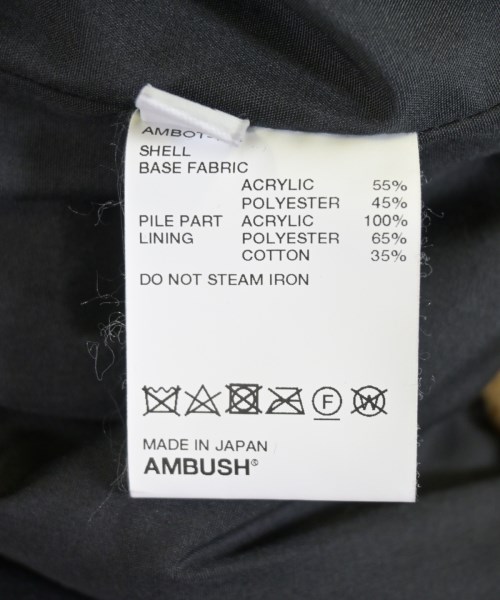 SHELL
BASE FABRIC
ACRYLIC 55%
POLYESTER 45%
PILE PART ACRYLIC 100%
LINING POLYESTER 65%
COTTON 35%
DO NOT STEAM IRON
F W
MADE IN JAPAN
AMBUSH®